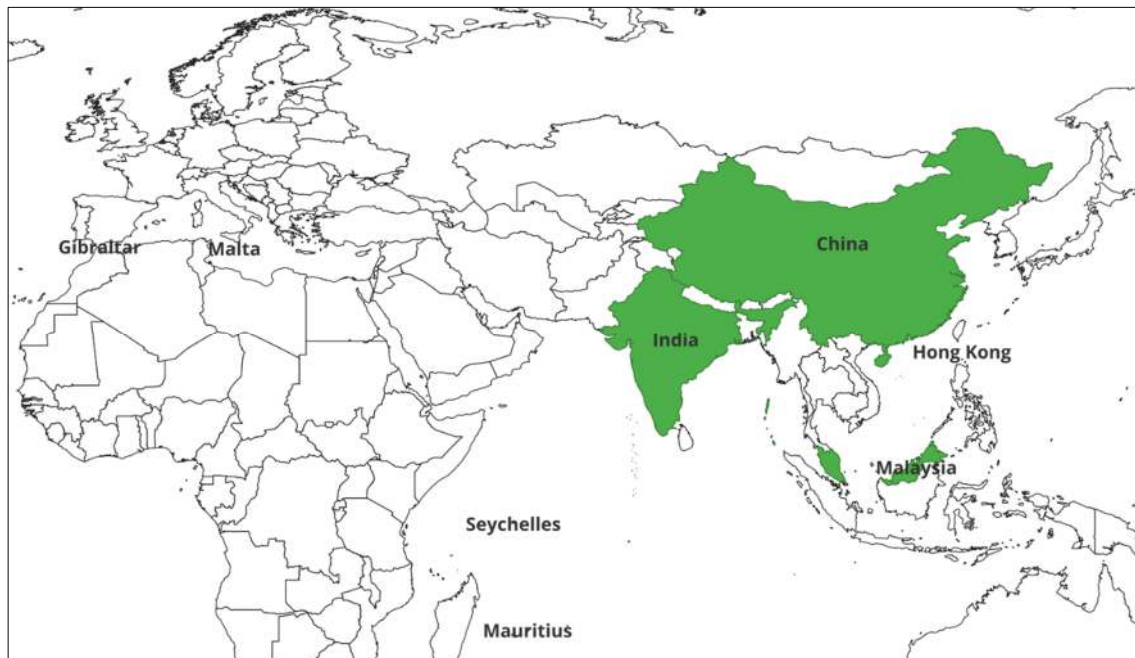 China
Gibraltar
Malta
India
Hong Kong
Malaysia
Seychelles
Mauritius